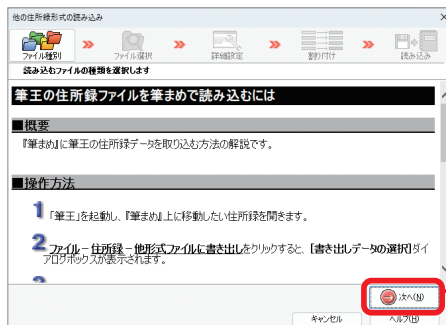 他の住所録形式の読み込み
ファイル種別
ファイル選択
詳細設定
割り付け
読み込み
読み込むファイルの種類を選択します
筆王の住所録ファイルを筆まめで読み込むには
■概要
『筆まめ』に筆王の住所録データを取り込む方法の解説です。
■操作方法
1 「筆王」を起動し、『筆まめ』上に移動したい住所録を開きます。
2 ファイル－住所録－他形式ファイルに書き出しをクリックすると、[書き出しデータの選択]ダイ
アログボックスが表示されます。
次へ(N)
キャンセル
ヘルプ(H)